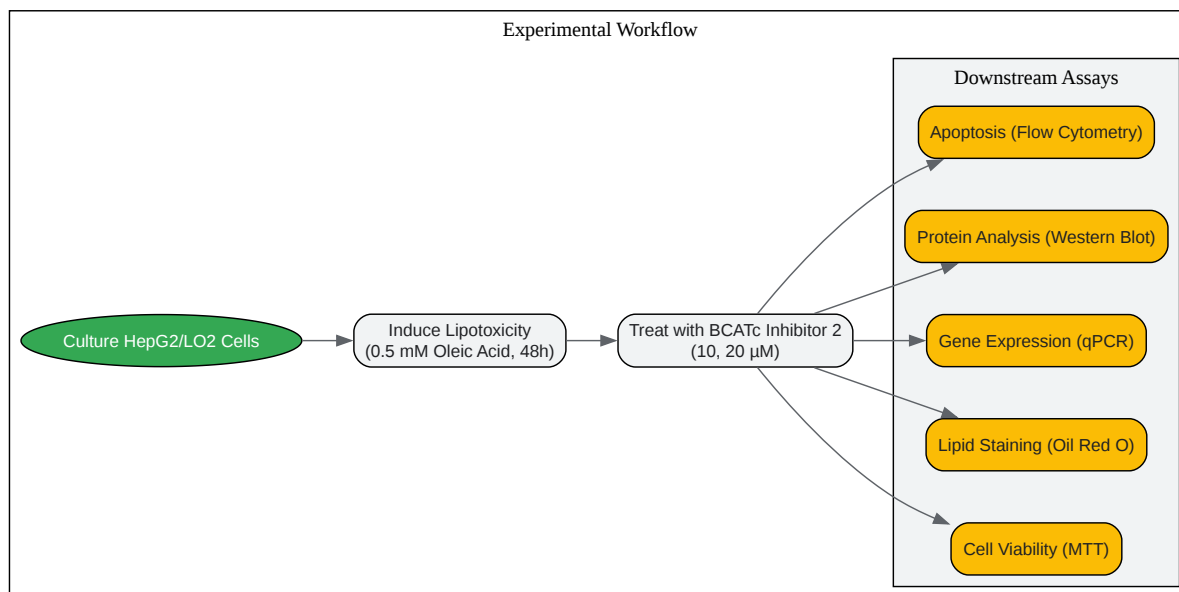 Experimental Workflow
Downstream Assays
Apoptosis (Flow Cytometry)
Protein Analysis (Western Blot)
Culture HepG2/LO2 Cells
Induce Lipotoxicity
(0.5 mM Oleic Acid, 48h)
Treat with BCATc Inhibitor 2
(10, 20 µM)
Gene Expression (qPCR)
Lipid Staining (Oil Red O)
Cell Viability (MTT)